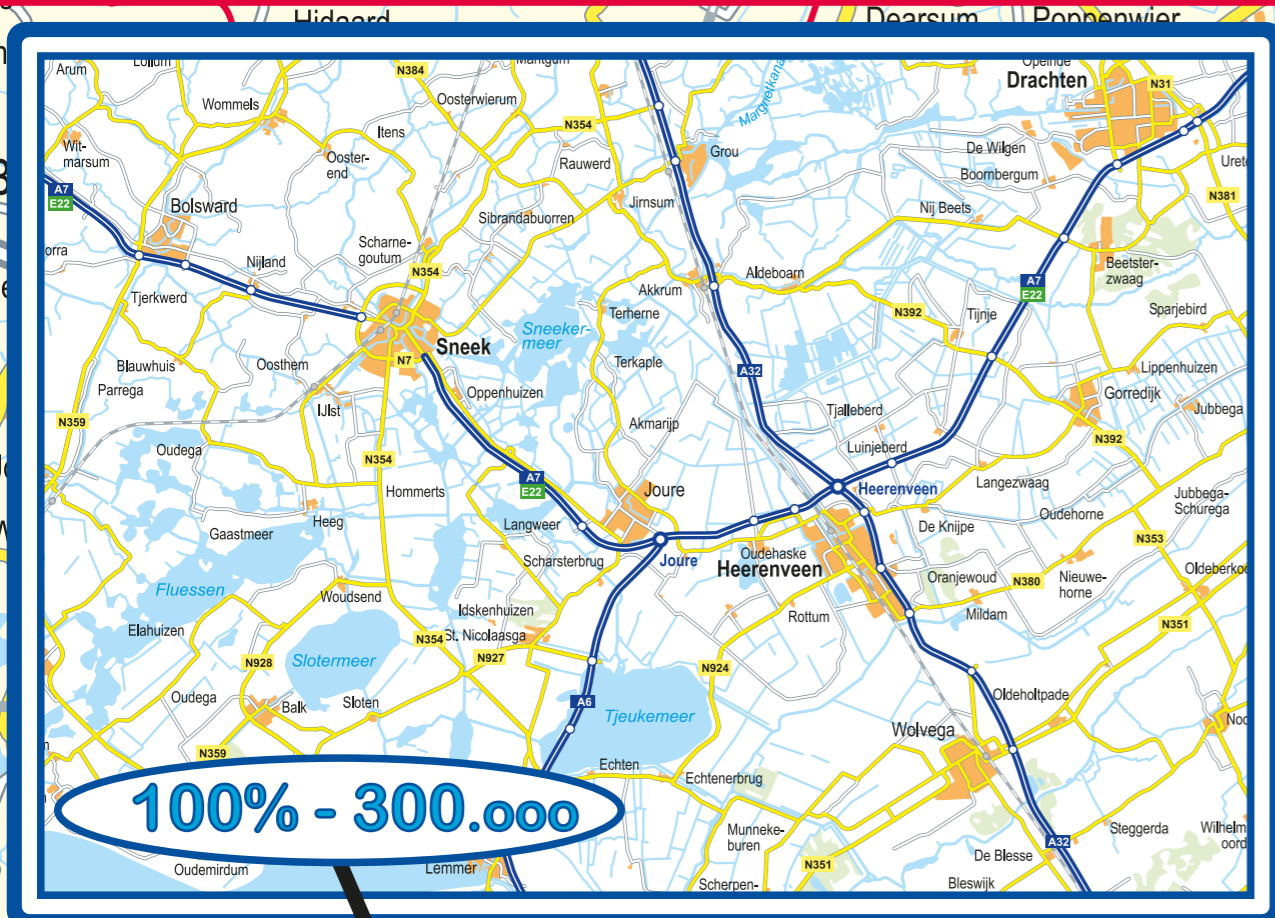 Hidaard
Dearsum
Poppenwier
Arum
Lollum
N384
Mantgum
Opeinde
Drachten
N31
Wommels
Oosterwierum
Margrietkana
Itens
N354
Wit-
marsum
Ooster-
end
Rauwerd
Grou
De Wilgen
Boornbergum
Uret
A7
E22
Bolsward
Sibrandabuorren
Jirnsum
Nij Beets
N381
orra
Nijland
Scharne-
goutum
N354
Akkrum
Aldeboarn
A7
E22
Beetster-
zwaag
Tjerkwerd
Terherne
N392
Tijnje
Sparjebird
Sneeker-
meer
Sneek
N7
Blauwhuis
Oosthem
Terkaple
A32
Lippenhuizen
Parrega
Oppenhuizen
Gorredijk
Jubbega
IJlst
N359
Akmarijp
Tjalleberd
Luinjeberd
N392
Oudega
N354
Hommerts
A7
E22
Joure
Heerenveen
Langezwaag
Jubbega-
Schurega
Heeg
Gaastmeer
Langweer
Oudehorne
De Knijpe
N353
Scharsterbrug
Joure
Oudehaske
Heerenveen
Oranjewoud
N380
Nieuwe-
horne
Oldeberkoo
Fluessen
Woudsend
Idskenhuizen
Rottum
Mildam
N351
Elahuizen
N354
St. Nicolaasga
N927
N928
Slotermeer
N924
Oudega
Balk
Sloten
A6
Tjeukemeer
Oldeholtpade
Wolvega
Noo
N359
Echten
Echtenerbrug
100% - 300.ooo
Munneke-
buren
A32
Steggerda
Wilhelm
oord
Oudemirdum
Lemmer
N351
De Blesse
Scherpen-
Bleswijk